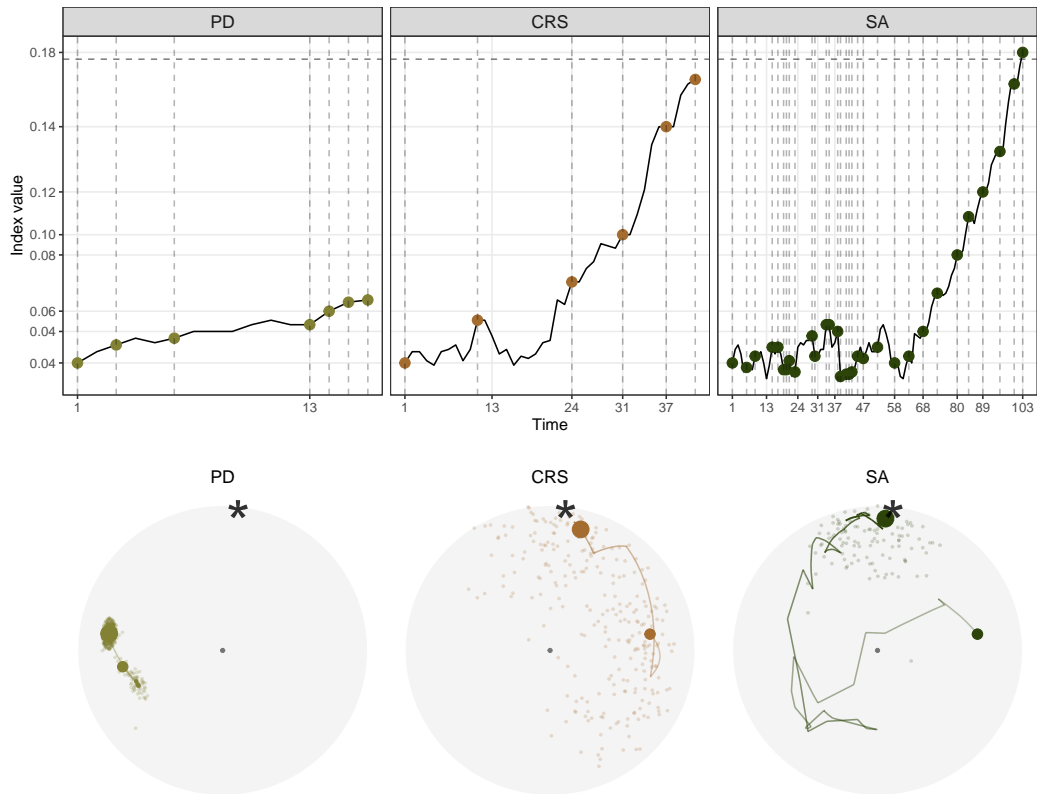 PD CRS SA
Index value
0.18
0.14
0.12
0.10
0.08
0.06
0.04
0.04
1 13 1 13 24 31 37 1 13 24 31 37 47 58 68 80 89 103
Time
PD CRS SA
* * *